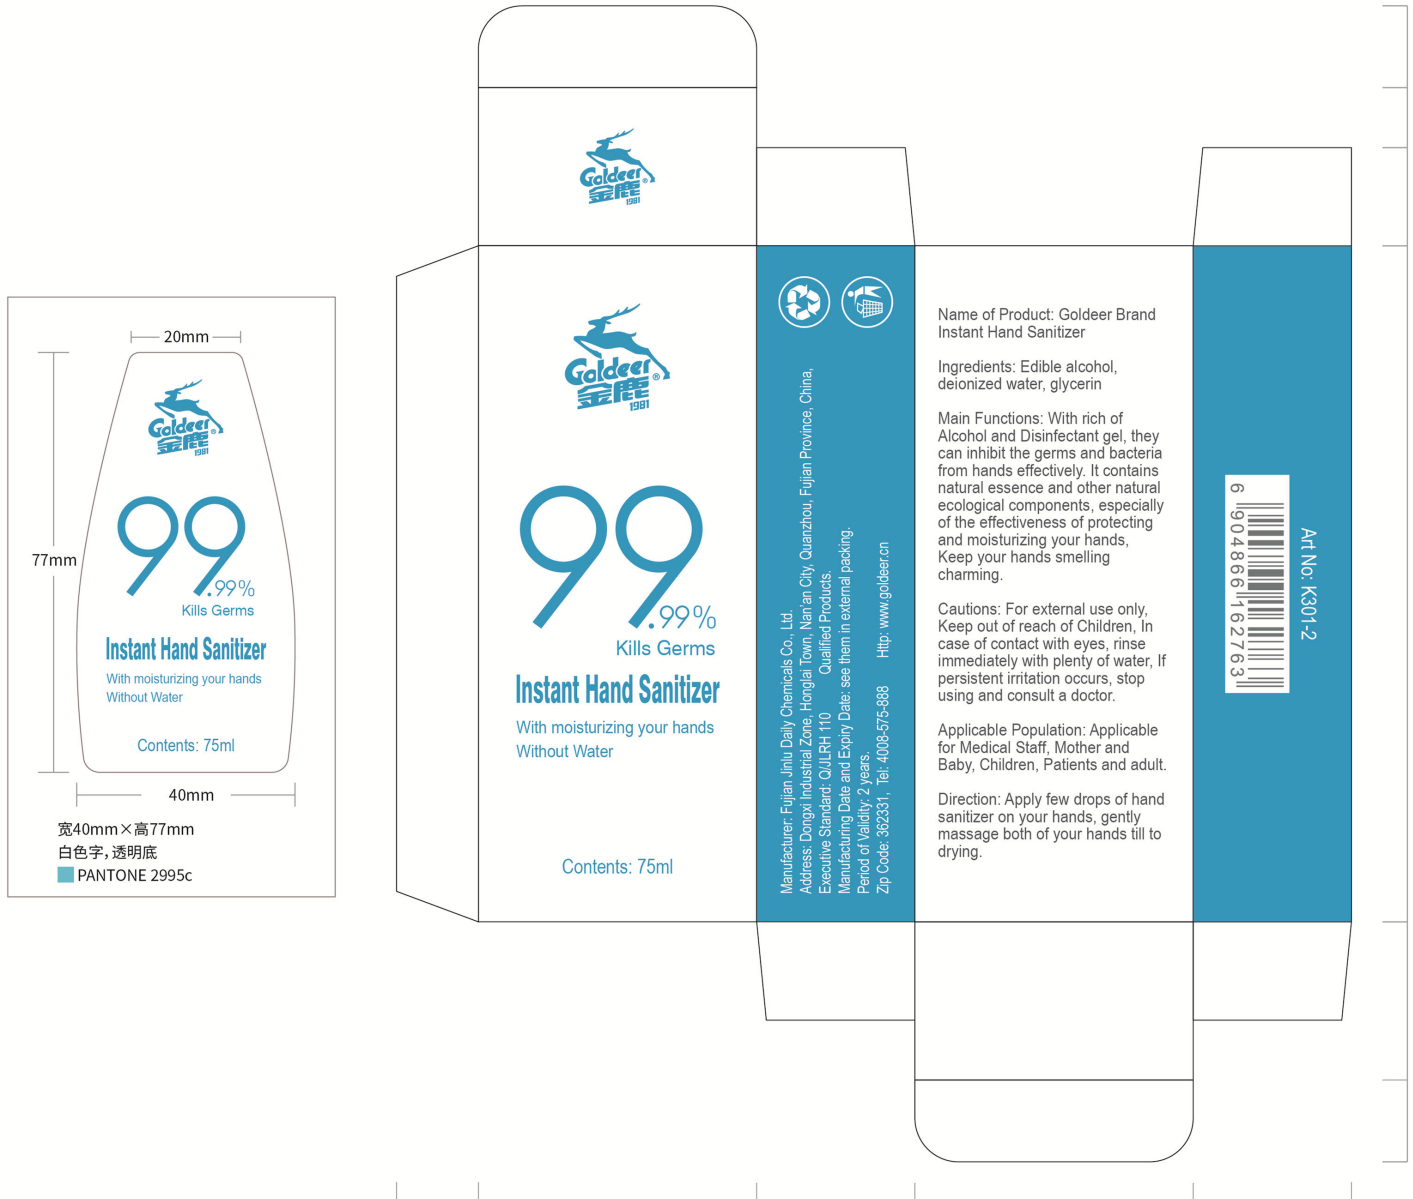 20mm
77mm
Goldeer®
金鹿
1981
99.99%
Kills Germs
Instant Hand Sanitizer
With moisturizing your hands
Without Water
Contents: 75ml
40mm
宽40mm×高77mm
白色字,透明底
PANTONE 2995c
Goldeer®
金鹿
1981
Goldeer®
金鹿
1981
99.99%
Kills Germs
Instant Hand Sanitizer
With moisturizing your hands
Without Water
Contents: 75ml
Manufacturer: Fujian Jinlu Daily Chemicals Co., Ltd.
Address: Dongxi Industrial Zone, Honglai Town, Nan'an City, Quanzhou, Fujian Province, China,
Executive Standard: Q/JLRH 110 Qualified Products.
Manufacturing Date and Expiry Date: see them in external packing.
Period of Validity: 2 years.
Zip Code: 362331, Tel: 4008-575-888 Http: www.goldeer.cn
Name of Product: Goldeer Brand
Instant Hand Sanitizer
Ingredients: Edible alcohol,
deionized water, glycerin
Main Functions: With rich of
Alcohol and Disinfectant gel, they
can inhibit the germs and bacteria
from hands effectively. It contains
natural essence and other natural
ecological components, especially
of the effectiveness of protecting
and moisturizing your hands,
Keep your hands smelling
charming.
Cautions: For external use only,
Keep out of reach of Children, In
case of contact with eyes, rinse
immediately with plenty of water, If
persistent irritation occurs, stop
using and consult a doctor.
Applicable Population: Applicable
for Medical Staff, Mother and
Baby, Children, Patients and adult.
Direction: Apply few drops of hand
sanitizer on your hands, gently
massage both of your hands till to
drying.
Art No: K301-2
6 904866 162763